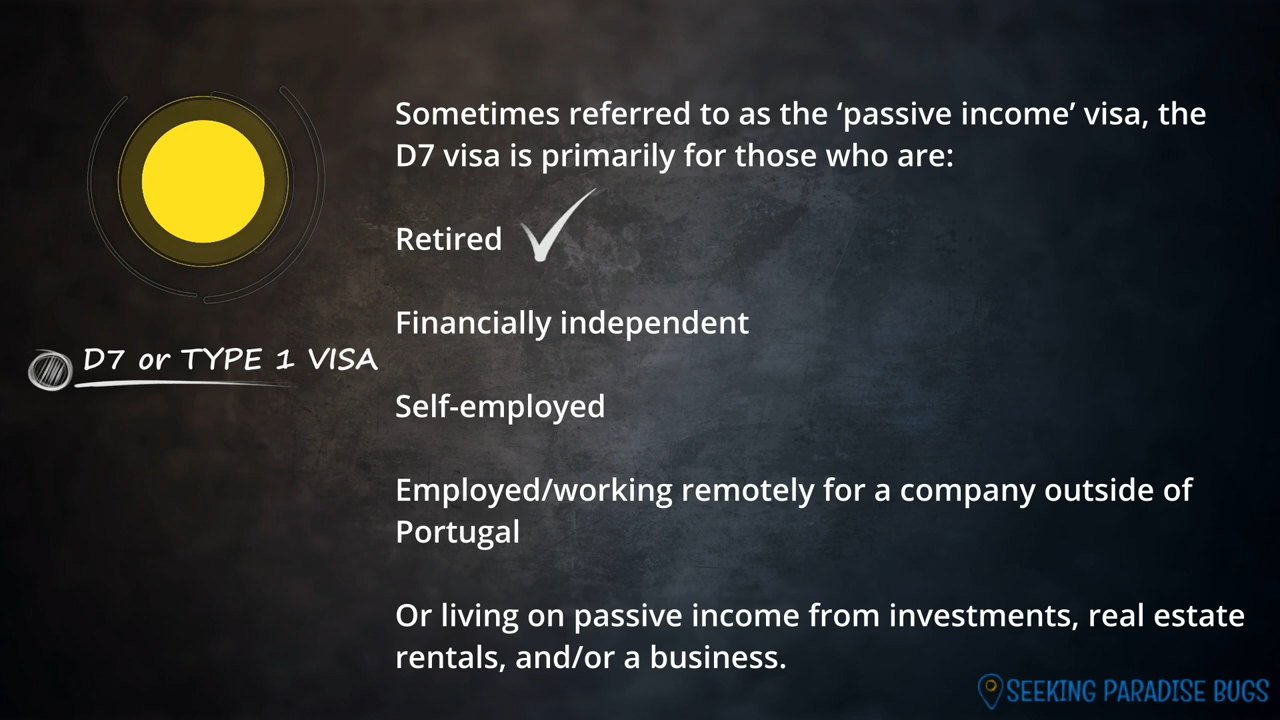 Sometimes referred to as the ‘passive income’ visa, the
D7 visa is primarily for those who are:
Retired
Financially independent
Self-employed
Employed/working remotely for a company outside of
Portugal
Or living on passive income from investments, real estate
rentals, and/or a business.
D7 or TYPE 1 VISA
SEEKING PARADISE BUGS